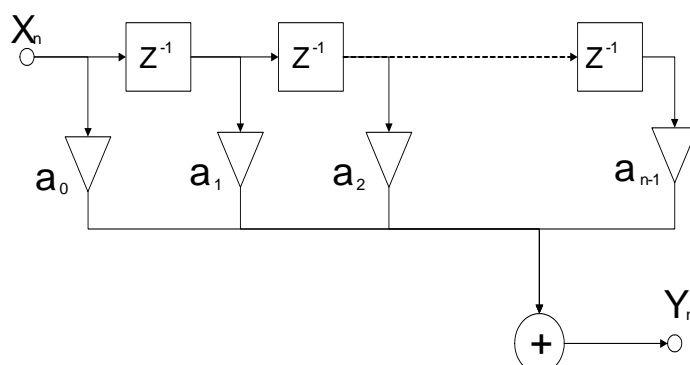 Xₙ
Z⁻¹
Z⁻¹
Z⁻¹
a₀
a₁
a₂
aₙ₋₁
Yₙ
+